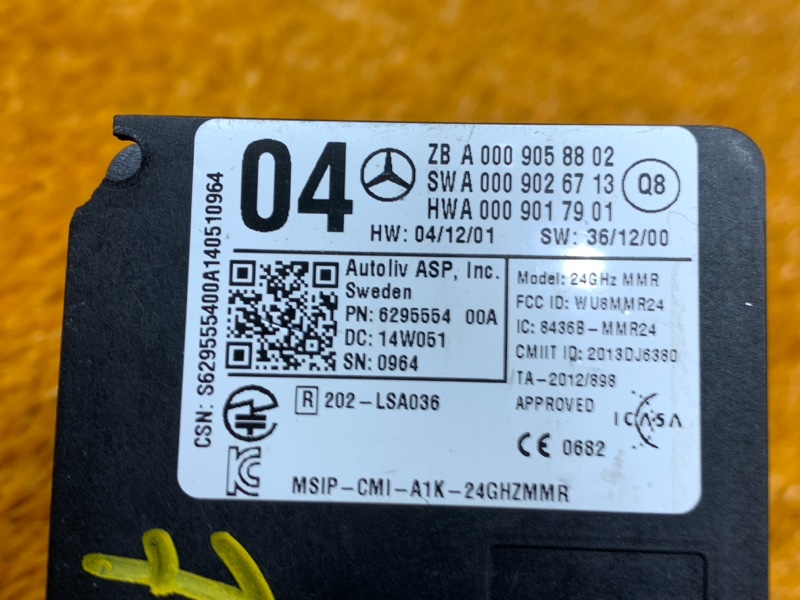 04
ZB A 000 905 88 02
SW A 000 902 67 13
HW A 000 901 79 01
Q8
HW: 04/12/01 SW: 36/12/00
CSN: S629555400A140510964
Autoliv ASP, Inc.
Sweden
PN: 6295554 00A
DC: 14W051
SN: 0964
Model: 24GHz MMR
FCC ID: WU8MMR24
IC: 8436B-MMR24
CMIIT ID: 2013DJ6380
TA-2012/898
APPROVED
ICASA
R 202-LSA036
CE 0682
MSIP-CMI-A1K-24GHZMMR